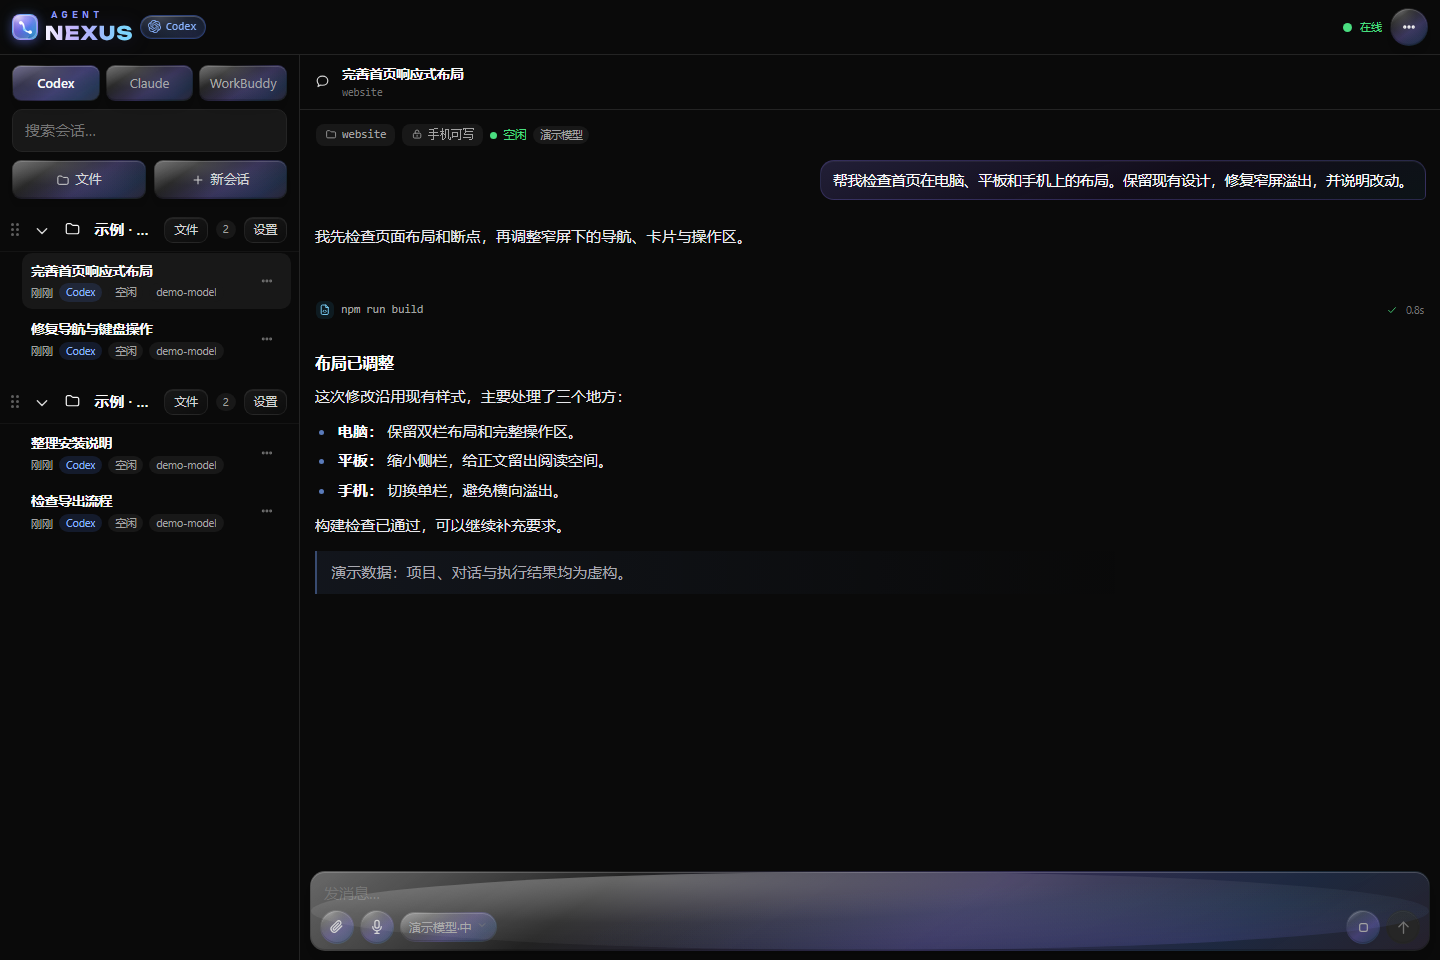 AGENT
NEXUS
Codex
在线
•••
Codex
Claude
WorkBuddy
搜索会话...
文件
+ 新会话
示例 · ...
文件
2
设置
完善首页响应式布局
刚刚
Codex
空闲
demo-model
修复导航与键盘操作
刚刚
Codex
空闲
demo-model
示例 · ...
文件
2
设置
整理安装说明
刚刚
Codex
空闲
demo-model
检查导出流程
刚刚
Codex
空闲
demo-model
完善首页响应式布局
website
website
手机可写
空闲
演示模型
帮我检查首页在电脑、平板和手机上的布局。保留现有设计，修复窄屏溢出，并说明改动。
我先检查页面布局和断点，再调整窄屏下的导航、卡片与操作区。
npm run build
0.8s
布局已调整
这次修改沿用现有样式，主要处理了三个地方：
• 电脑： 保留双栏布局和完整操作区。
• 平板： 缩小侧栏，给正文留出阅读空间。
• 手机： 切换单栏，避免横向溢出。
构建检查已通过，可以继续补充要求。
演示数据：项目、对话与执行结果均为虚构。
发消息...
演示模型·中